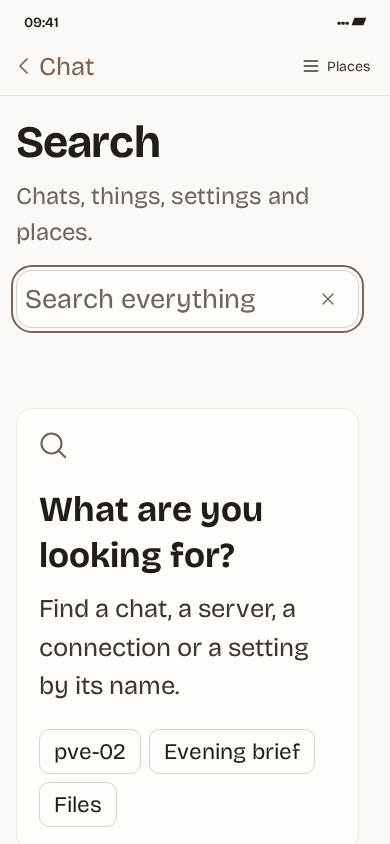 09:41
Chat
Places
Search
Chats, things, settings and
places.
Search everything
What are you
looking for?
Find a chat, a server, a
connection or a setting
by its name.
pve-02
Evening brief
Files